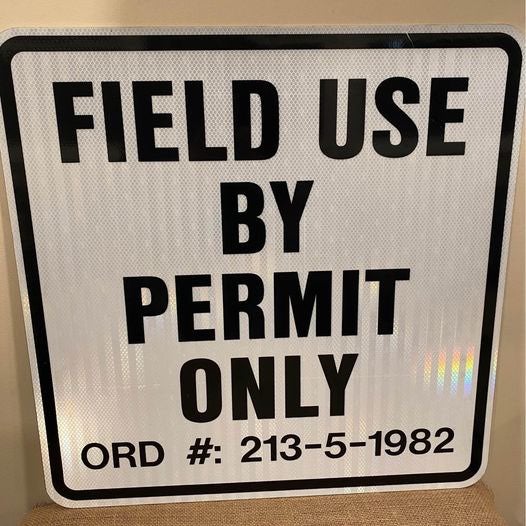 FIELD USE
BY
PERMIT
ONLY
ORD #: 213-5-1982